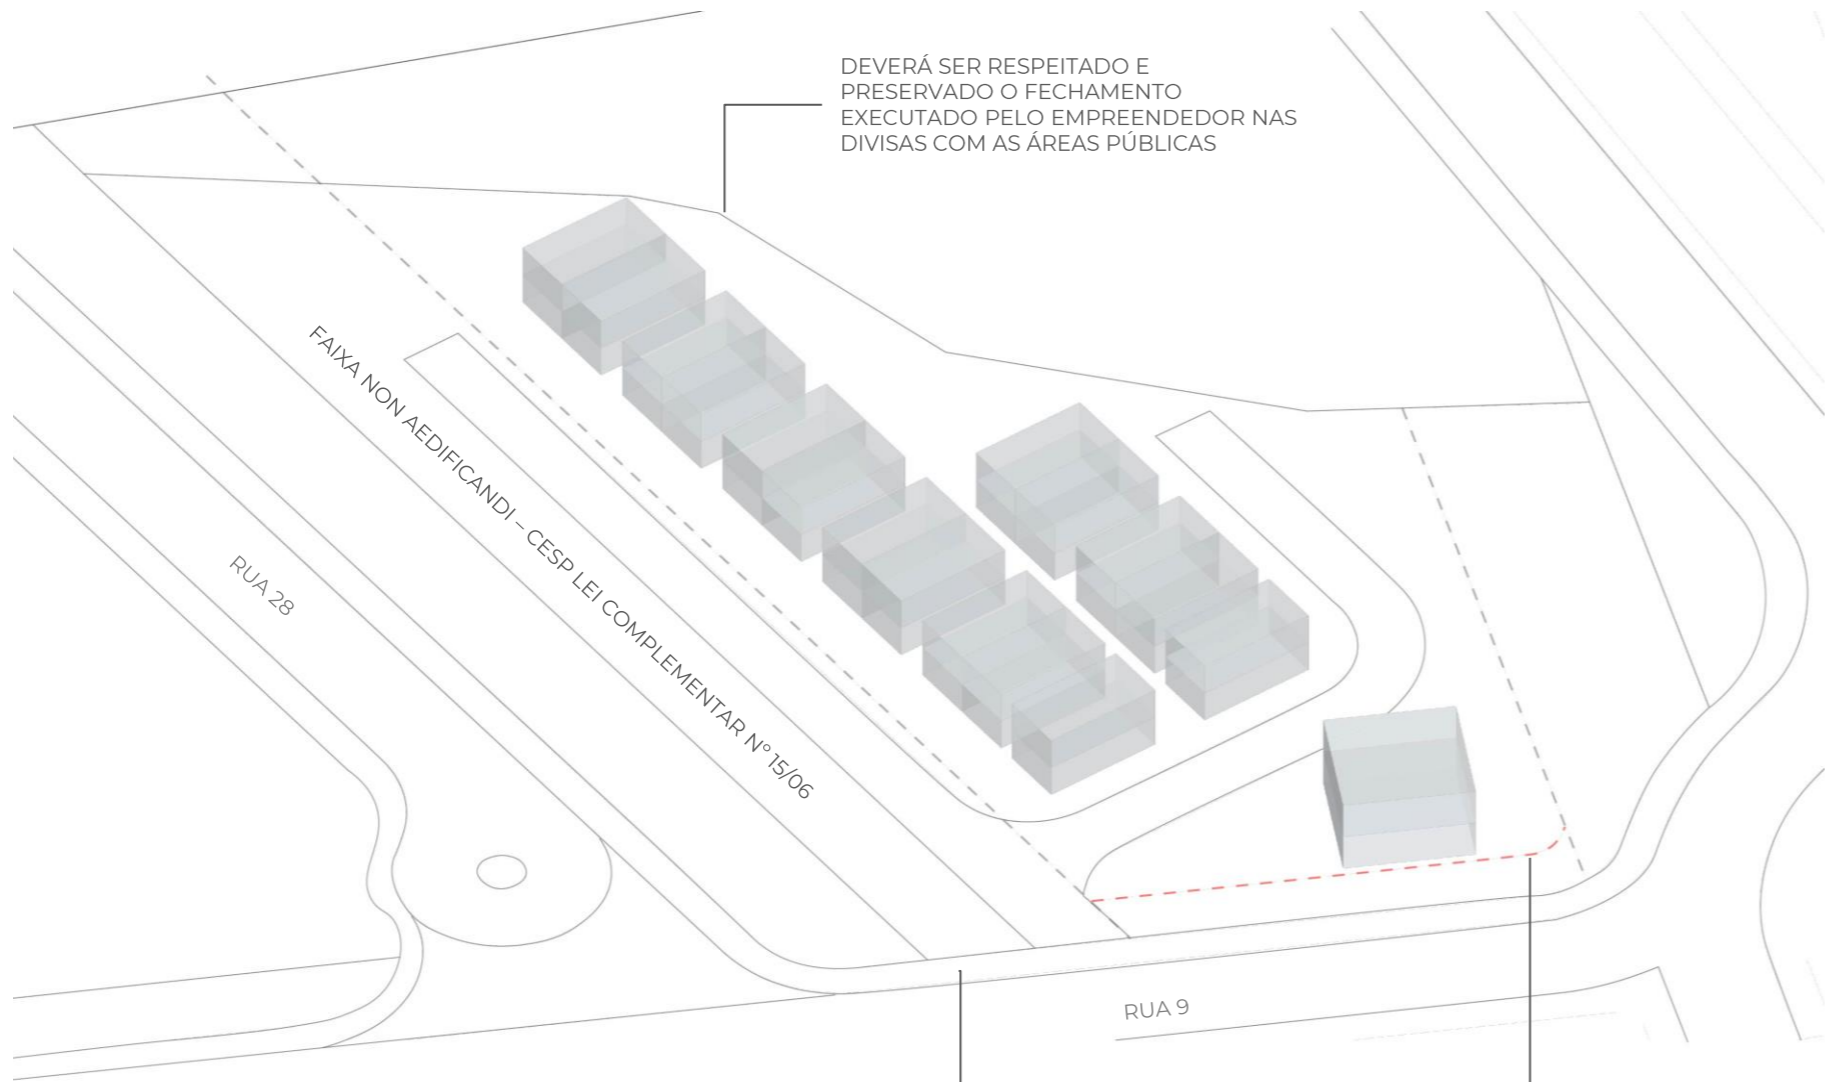 DEVERÁ SER RESPEITADO E
PRESERVADO O FECHAMENTO
EXECUTADO PELO EMPREENDEDOR NAS
DIVISAS COM AS ÁREAS PÚBLICAS
FAIXA NON AEDIFICANDI – CESP LEI COMPLEMENTAR N° 15/06
RUA 28
RUA 9